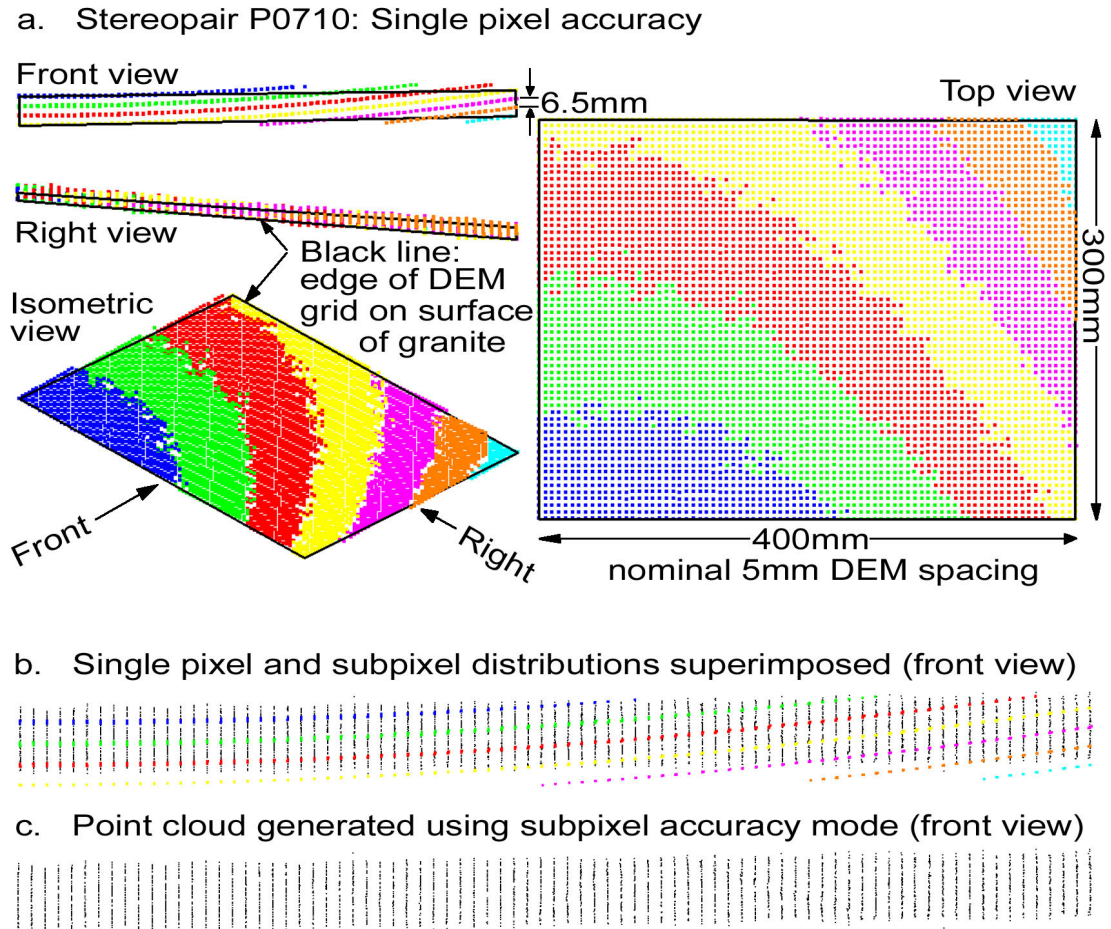 a. Stereopair P0710: Single pixel accuracy
Front view
6.5mm
Top view
Right view
Black line:
edge of DEM
grid on surface
of granite
Isometric
view
300mm
Front
Right
400mm
nominal 5mm DEM spacing
b. Single pixel and subpixel distributions superimposed (front view)
c. Point cloud generated using subpixel accuracy mode (front view)